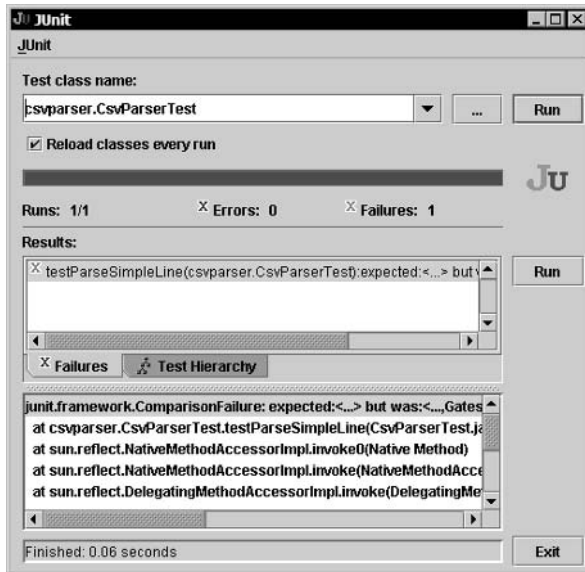 JU JUnit
JUnit
Test class name:
csvparser.CsvParserTest
... Run
Reload classes every run
JU
Runs: 1/1 X Errors: 0 X Failures: 1
Results:
X testParseSimpleLine(csvparser.CsvParserTest):expected:<...> but
Run
X Failures Test Hierarchy
junit.framework.ComparisonFailure: expected:<...> but was:<...,Gates
at csvparser.CsvParserTest.testParseSimpleLine(CsvParserTest.ja
at sun.reflect.NativeMethodAccessorImpl.invoke0(Native Method)
at sun.reflect.NativeMethodAccessorImpl.invoke(NativeMethodAcce
at sun.reflect.DelegatingMethodAccessorImpl.invoke(DelegatingMe
Finished: 0.06 seconds
Exit